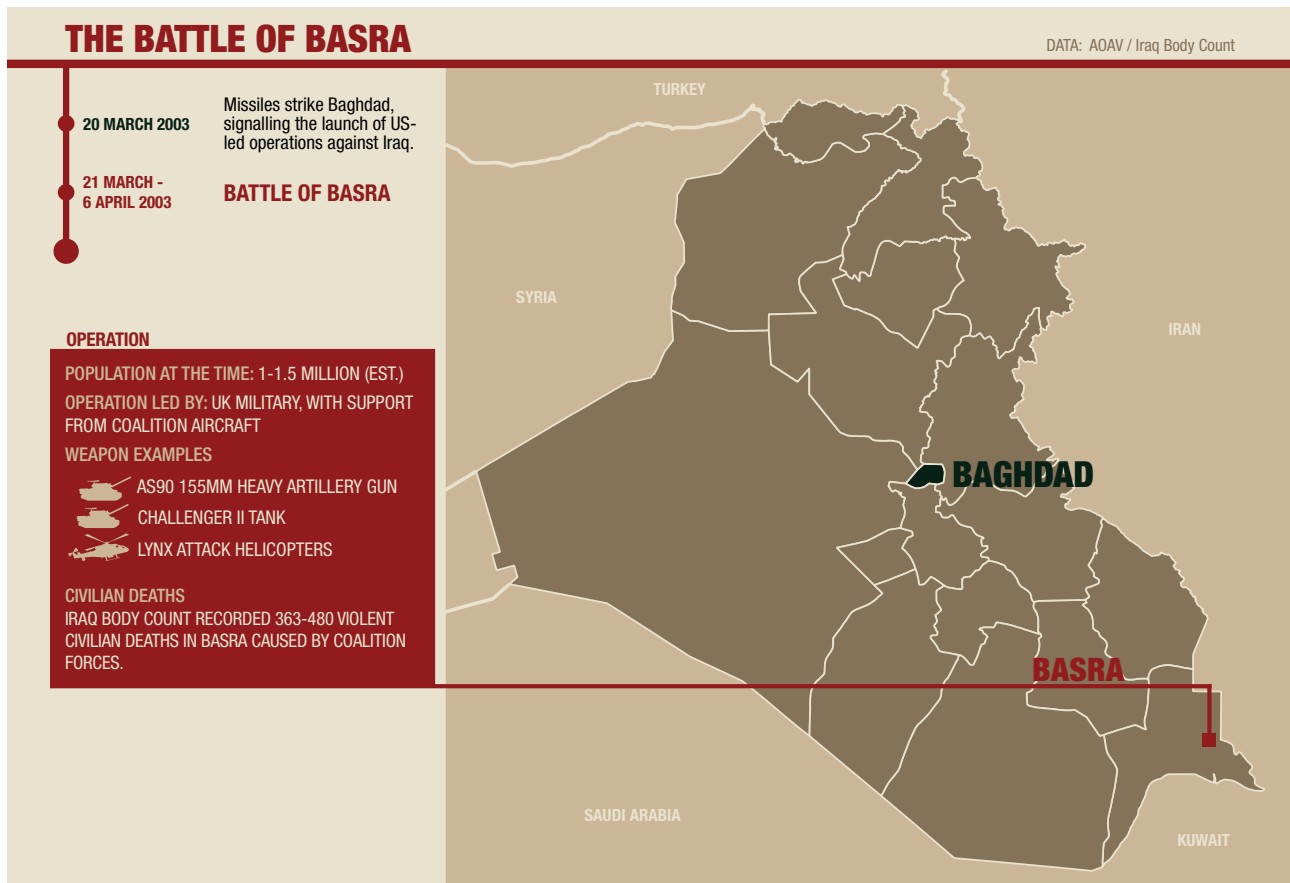 THE BATTLE OF BASRA
DATA: AOAV / Iraq Body Count
20 MARCH 2003
Missiles strike Baghdad,
signalling the launch of US-
led operations against Iraq.
21 MARCH -
6 APRIL 2003
BATTLE OF BASRA
OPERATION
POPULATION AT THE TIME: 1-1.5 MILLION (EST.)
OPERATION LED BY: UK MILITARY, WITH SUPPORT
FROM COALITION AIRCRAFT
WEAPON EXAMPLES
AS90 155MM HEAVY ARTILLERY GUN
CHALLENGER II TANK
LYNX ATTACK HELICOPTERS
CIVILIAN DEATHS
IRAQ BODY COUNT RECORDED 363-480 VIOLENT
CIVILIAN DEATHS IN BASRA CAUSED BY COALITION
FORCES.
TURKEY
SYRIA
IRAN
BAGHDAD
BASRA
SAUDI ARABIA
KUWAIT